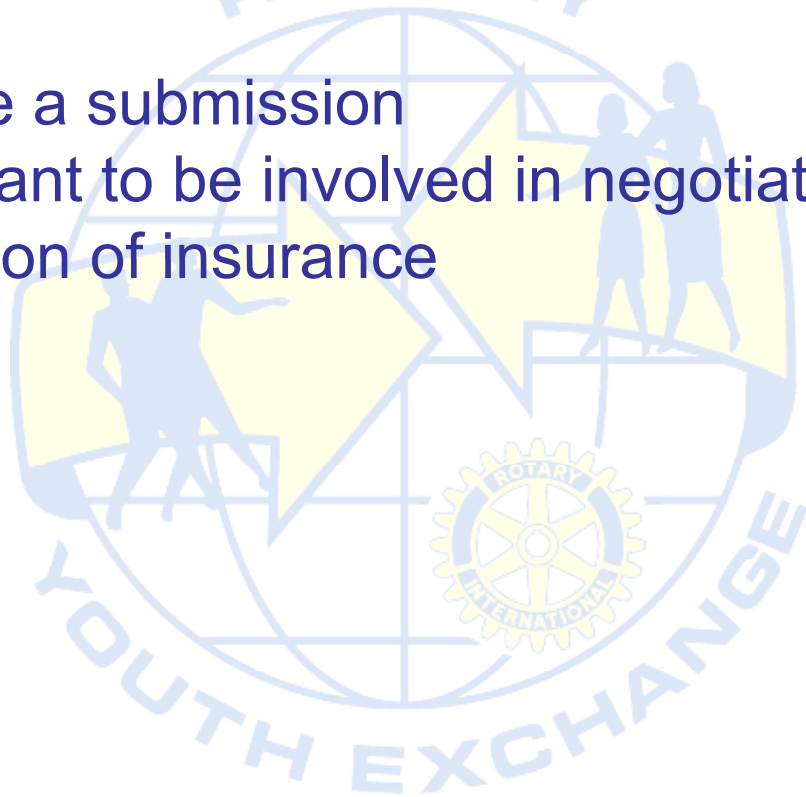 e a submission
ant to be involved in negotiat
on of insurance
ROTARY
INTERNATIONAL
YOUTH EXCHANGE